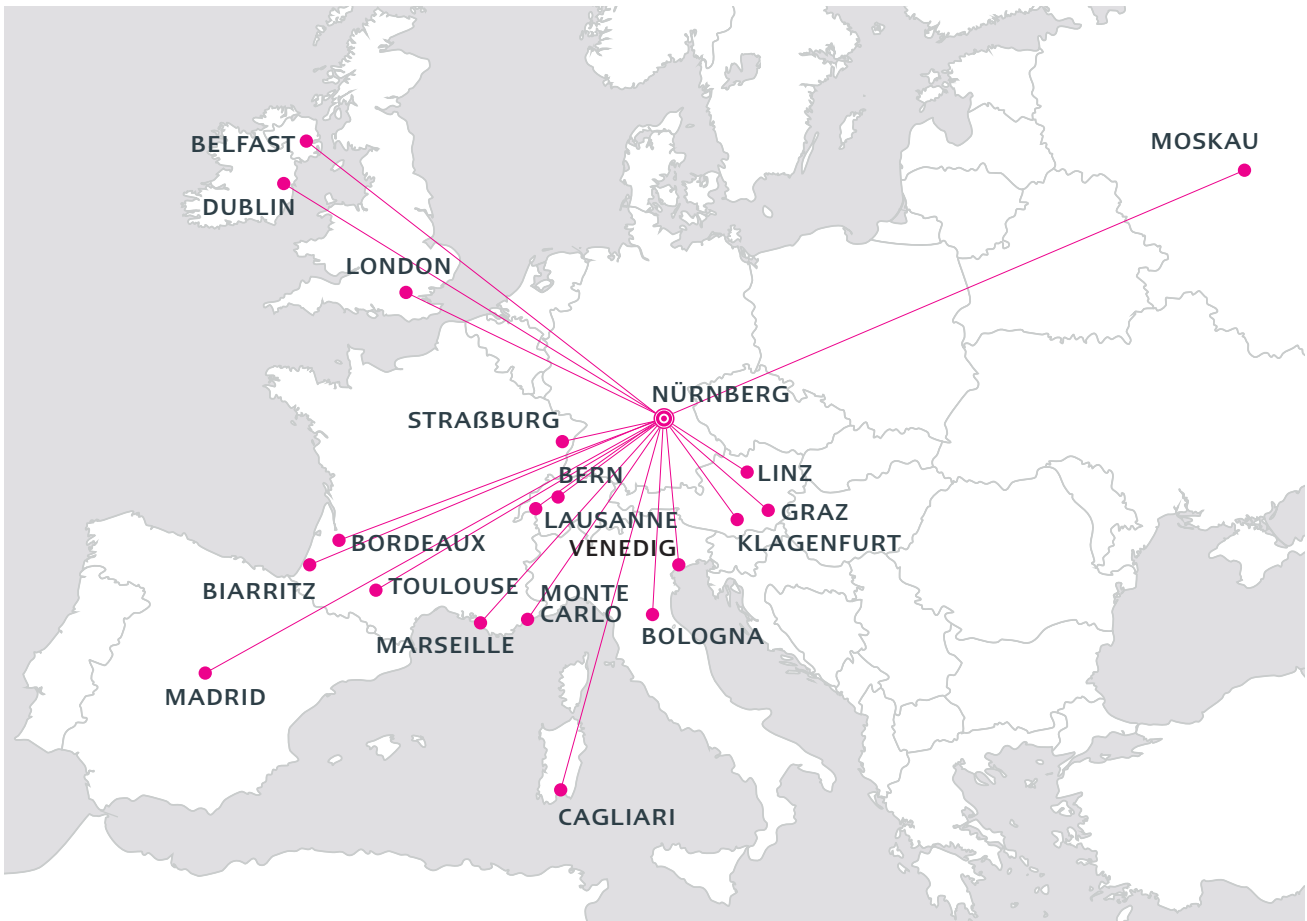 BELFAST
MOSKAU
DUBLIN
LONDON
NÜRNBERG
STRAßBURG
BERN
LINZ
LAUSANNE
GRAZ
BORDEAUX
VENEDIG
KLAGENFURT
BIARRITZ
TOULOUSE
MONTE
CARLO
MARSEILLE
BOLOGNA
MADRID
CAGLIARI